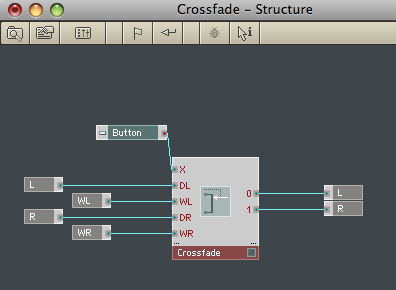 Crossfade - Structure
Button
X
L
DL
WL
WL
0
L
R
DR
1
R
WR
WR
Crossfade